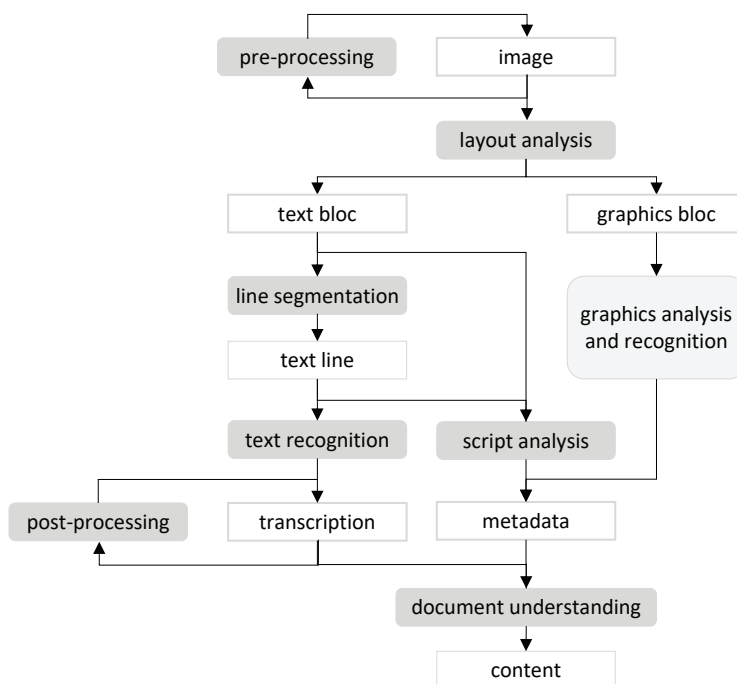 pre-processing
image
layout analysis
text bloc
graphics bloc
line segmentation
graphics analysis
and recognition
text line
text recognition
script analysis
post-processing
transcription
metadata
document understanding
content